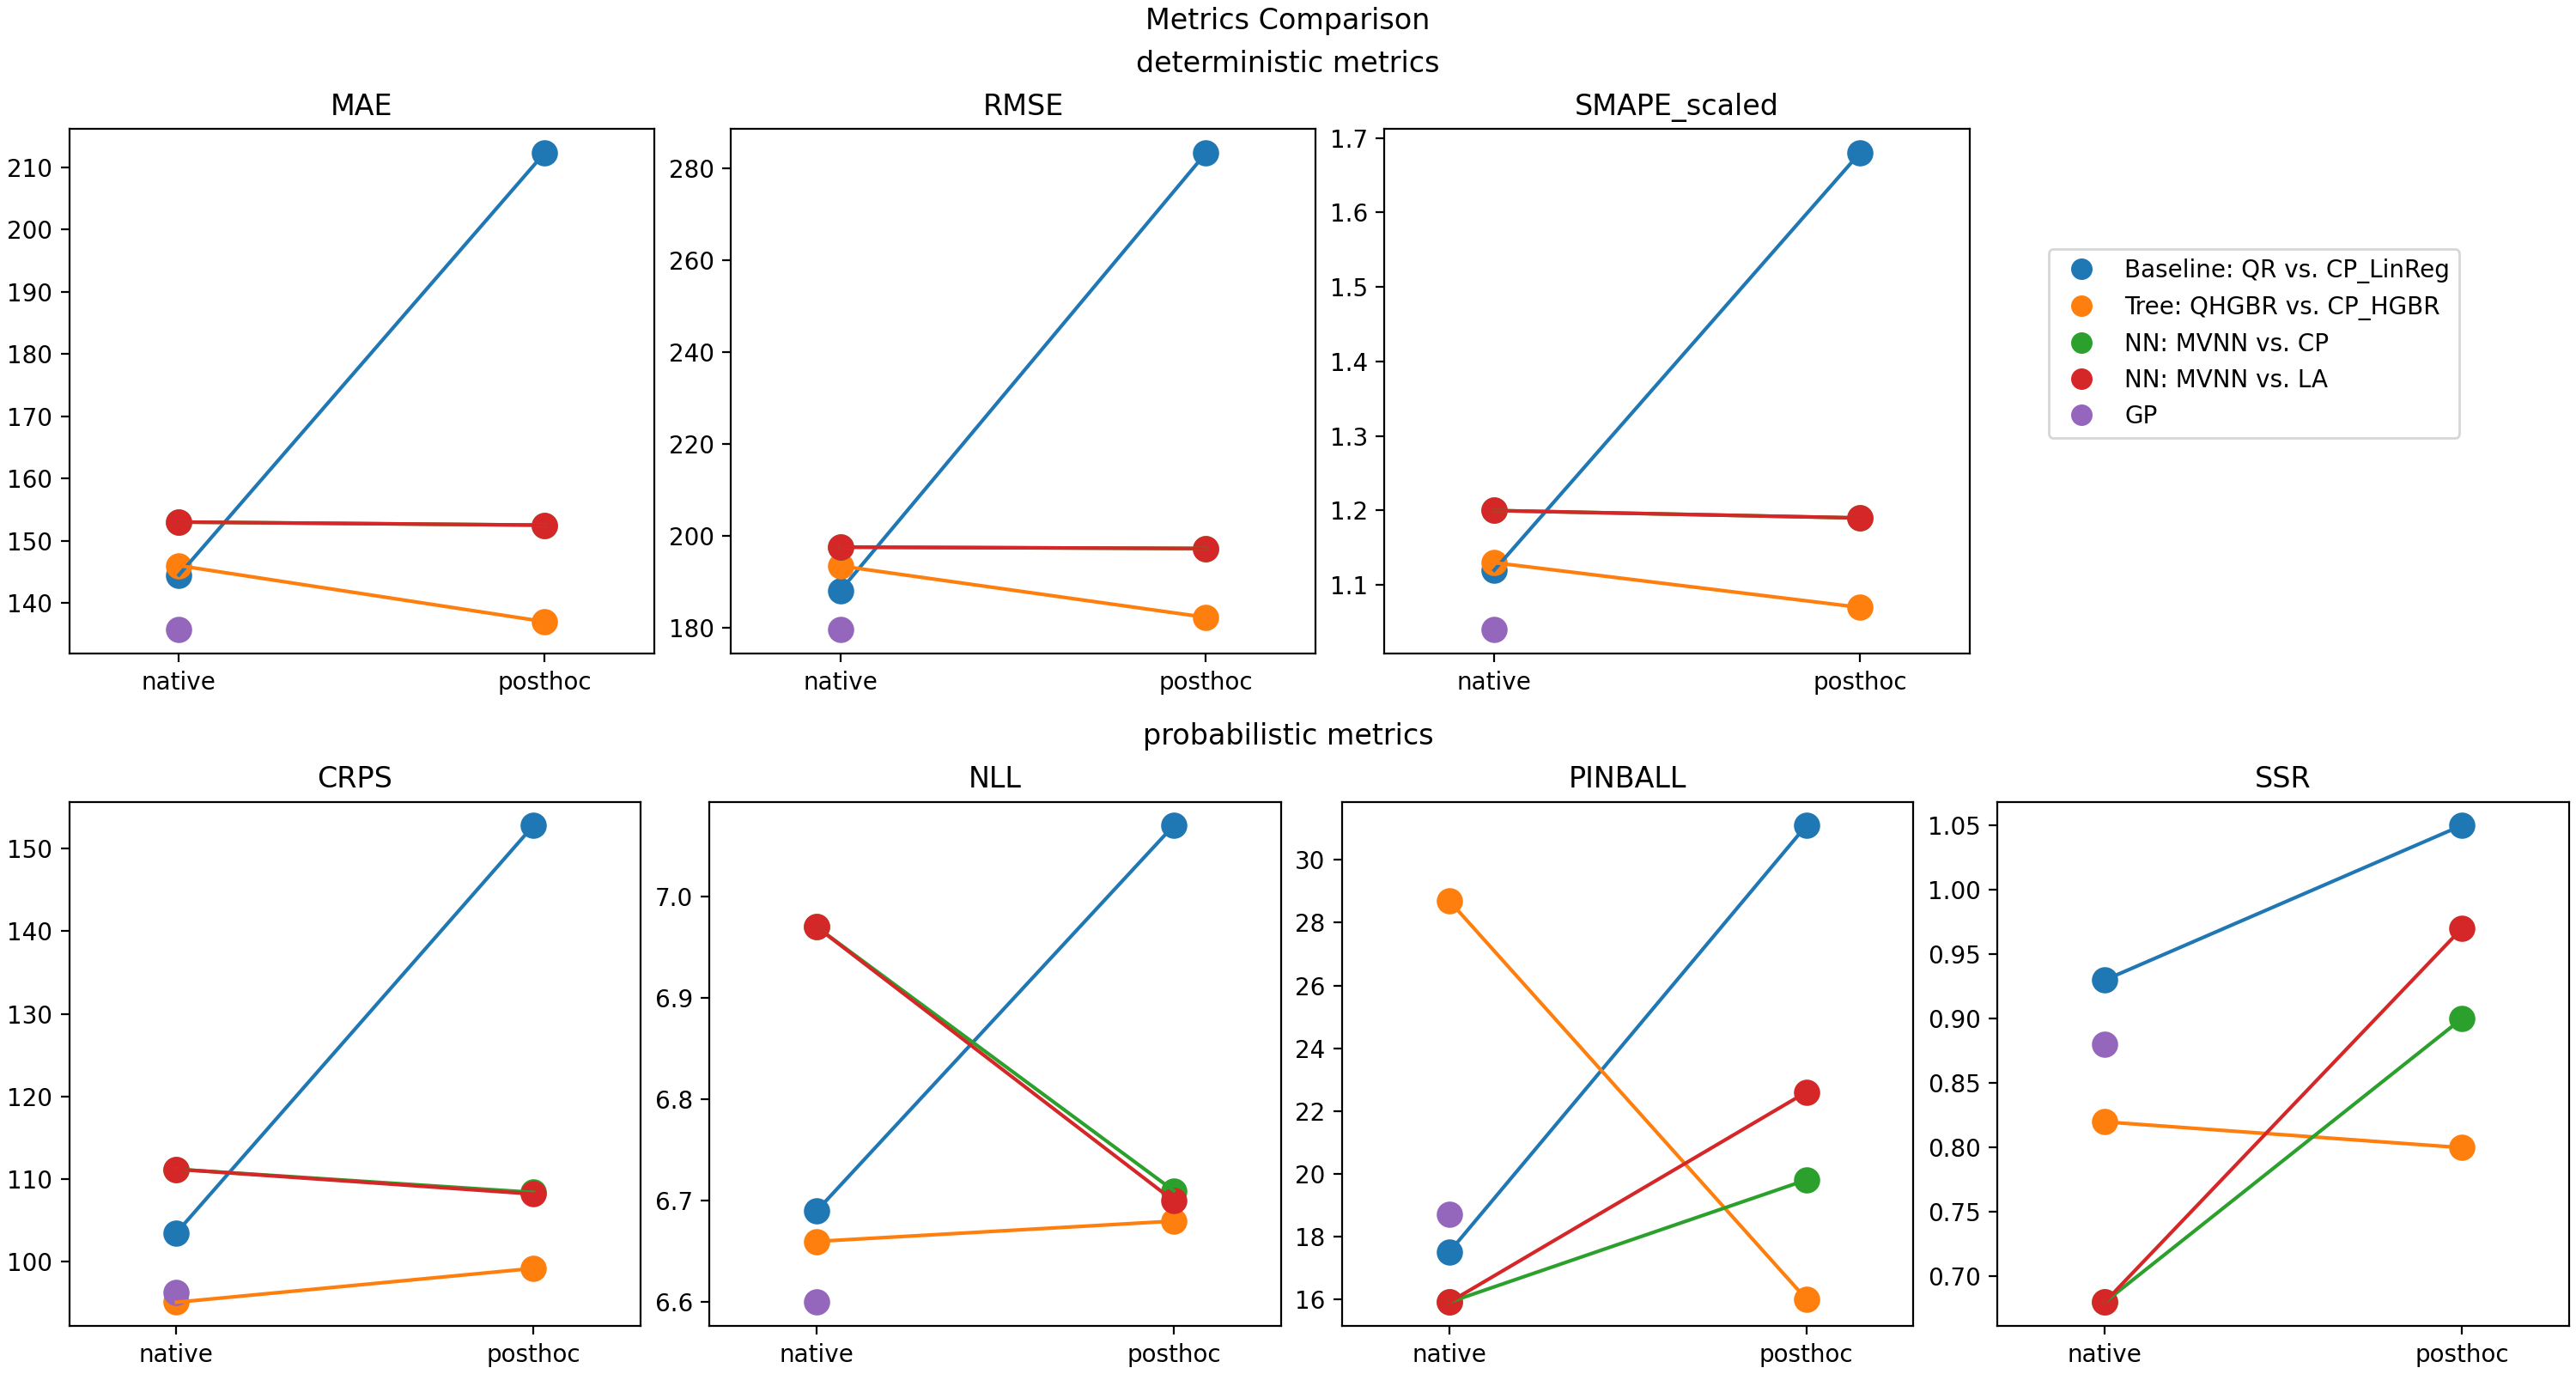 Metrics Comparison
deterministic metrics
MAE
210
200
190
180
170
160
150
140
native posthoc
RMSE
280
260
240
220
200
180
native posthoc
SMAPE_scaled
1.7
1.6
1.5
1.4
1.3
1.2
1.1
native posthoc
Baseline: QR vs. CP_LinReg
Tree: QHGBR vs. CP_HGBR
NN: MVNN vs. CP
NN: MVNN vs. LA
GP
probabilistic metrics
CRPS
150
140
130
120
110
100
native posthoc
NLL
7.0
6.9
6.8
6.7
6.6
native posthoc
PINBALL
30
28
26
24
22
20
18
16
native posthoc
SSR
1.05
1.00
0.95
0.90
0.85
0.80
0.75
0.70
native posthoc